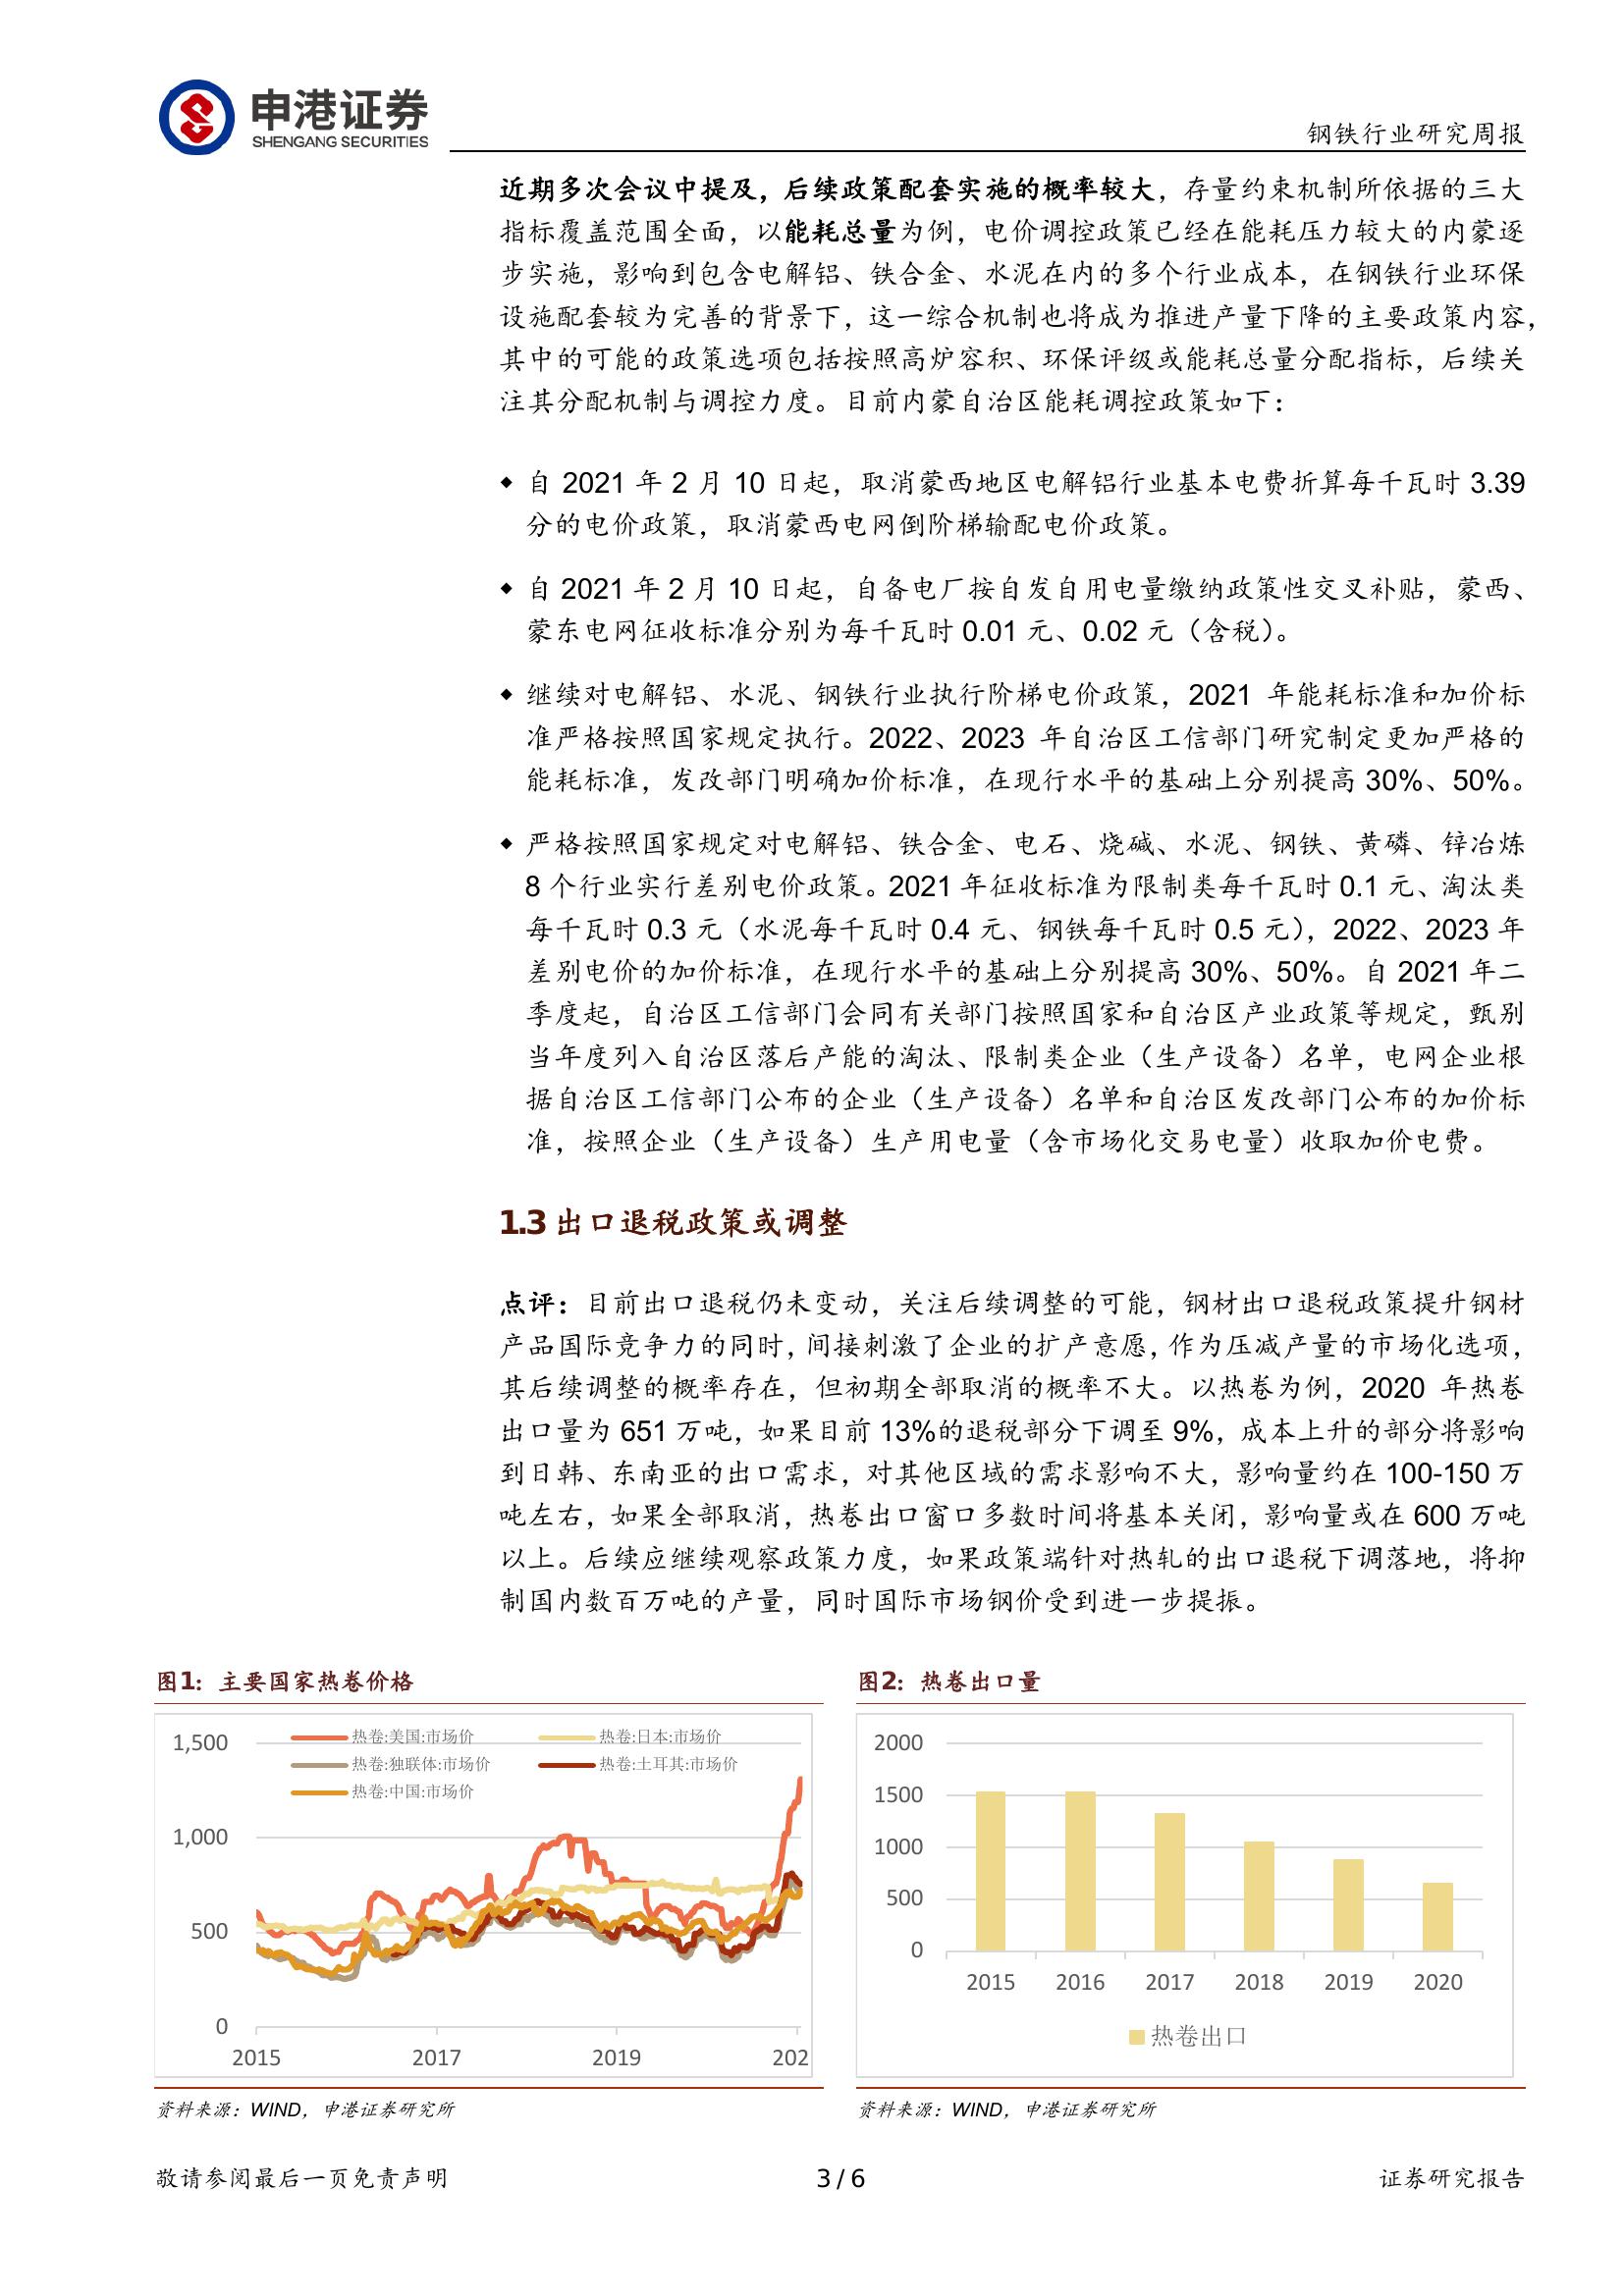 申港证券
SHENGANG SECURITIES
钢铁行业研究周报
近期多次会议中提及，后续政策配套实施的概率较大，存量约束机制所依据的三大
指标覆盖范围全面，以能耗总量为例，电价调控政策已经在能耗压力较大的内蒙逐
步实施，影响到包含电解铝、铁合金、水泥在内的多个行业成本，在钢铁行业环保
设施配套较为完善的背景下，这一综合机制也将成为推进产量下降的主要政策内容，
其中的可能的政策选项包括按照高炉容积、环保评级或能耗总量分配指标，后续关
注其分配机制与调控力度。目前内蒙自治区能耗调控政策如下：
◆ 自 2021 年 2 月 10 日起，取消蒙西地区电解铝行业基本电费折算每千瓦时 3.39
分的电价政策，取消蒙西电网倒阶梯输配电价政策。
◆ 自 2021 年 2 月 10 日起，自备电厂按自发自用电量缴纳政策性交叉补贴，蒙西、
蒙东电网征收标准分别为每千瓦时 0.01 元、0.02 元（含税）。
◆ 继续对电解铝、水泥、钢铁行业执行阶梯电价政策，2021 年能耗标准和加价标
准严格按照国家规定执行。2022、2023 年自治区工信部门研究制定更加严格的
能耗标准，发改部门明确加价标准，在现行水平的基础上分别提高 30%、50%。
◆ 严格按照国家规定对电解铝、铁合金、电石、烧碱、水泥、钢铁、黄磷、锌冶炼
8 个行业实行差别电价政策。2021 年征收标准为限制类每千瓦时 0.1 元、淘汰类
每千瓦时 0.3 元（水泥每千瓦时 0.4 元、钢铁每千瓦时 0.5 元），2022、2023 年
差别电价的加价标准，在现行水平的基础上分别提高 30%、50%。自 2021 年二
季度起，自治区工信部门会同有关部门按照国家和自治区产业政策等规定，甄别
当年度列入自治区落后产能的淘汰、限制类企业（生产设备）名单，电网企业根
据自治区工信部门公布的企业（生产设备）名单和自治区发改部门公布的加价标
准，按照企业（生产设备）生产用电量（含市场化交易电量）收取加价电费。
1.3 出口退税政策或调整
点评：目前出口退税仍未变动，关注后续调整的可能，钢材出口退税政策提升钢材
产品国际竞争力的同时，间接刺激了企业的扩产意愿，作为压减产量的市场化选项，
其后续调整的概率存在，但初期全部取消的概率不大。以热卷为例，2020 年热卷
出口量为 651 万吨，如果目前 13%的退税部分下调至 9%，成本上升的部分将影响
到日韩、东南亚的出口需求，对其他区域的需求影响不大，影响量约在 100-150 万
吨左右，如果全部取消，热卷出口窗口多数时间将基本关闭，影响量或在 600 万吨
以上。后续应继续观察政策力度，如果政策端针对热轧的出口退税下调落地，将抑
制国内数百万吨的产量，同时国际市场钢价受到进一步提振。
图1：主要国家热卷价格
1,500
1,000
500
0
热卷:美国:市场价
热卷:日本:市场价
热卷:独联体:市场价
热卷:土耳其:市场价
热卷:中国:市场价
2015
2017
2019
202
资料来源：WIND，申港证券研究所
图2：热卷出口量
2000
1500
1000
500
0
2015
2016
2017
2018
2019
2020
热卷出口
资料来源：WIND，申港证券研究所
敬请参阅最后一页免责声明
3 / 6
证券研究报告